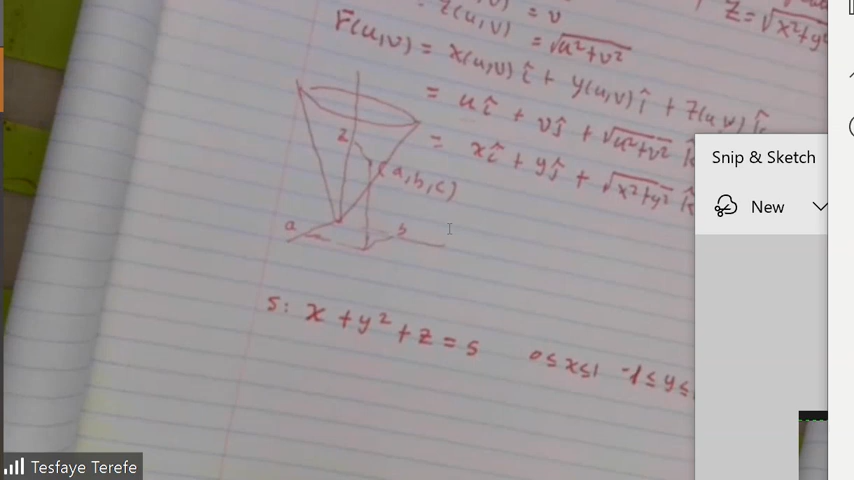 z(u,v) = v
= √u²+v²
Z=√x²+y²
r̄(u,v) = x(u,v) î + y(u,v) ĵ + z(u,v) k̂
= u î + v ĵ + √u²+v² k̂
= x î + y ĵ + √x²+y² k̂
z
(a,b,c)
a
b
S: x + y² + z = 5 0≤x≤1 -1≤y≤
Snip & Sketch
New
Tesfaye Terefe